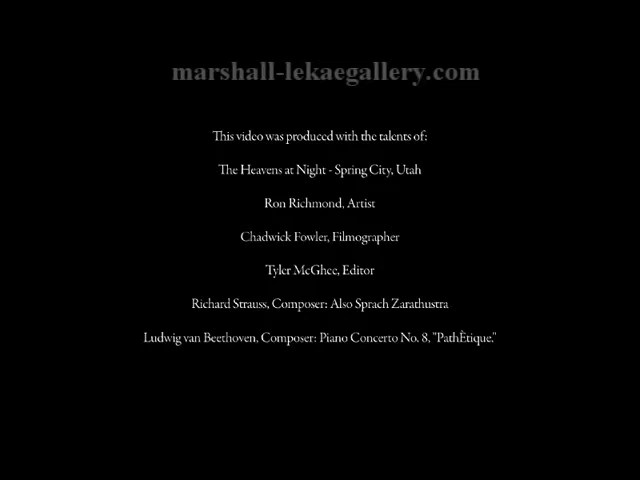 marshall-lekaegallery.com
This video was produced with the talents of:
The Heavens at Night - Spring City, Utah
Ron Richmond, Artist
Chadwick Fowler, Filmographer
Tyler McGhee, Editor
Richard Strauss, Composer: Also Sprach Zarathustra
Ludwig van Beethoven, Composer: Piano Concerto No. 8, "PathÈtique."